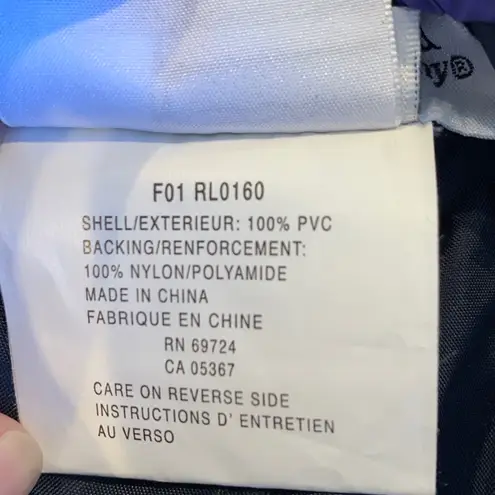 F01 RL0160
SHELL/EXTERIEUR: 100% PVC
BACKING/RENFORCEMENT:
100% NYLON/POLYAMIDE
MADE IN CHINA
FABRIQUE EN CHINE
RN 69724
CA 05367
CARE ON REVERSE SIDE
INSTRUCTIONS D' ENTRETIEN
AU VERSO